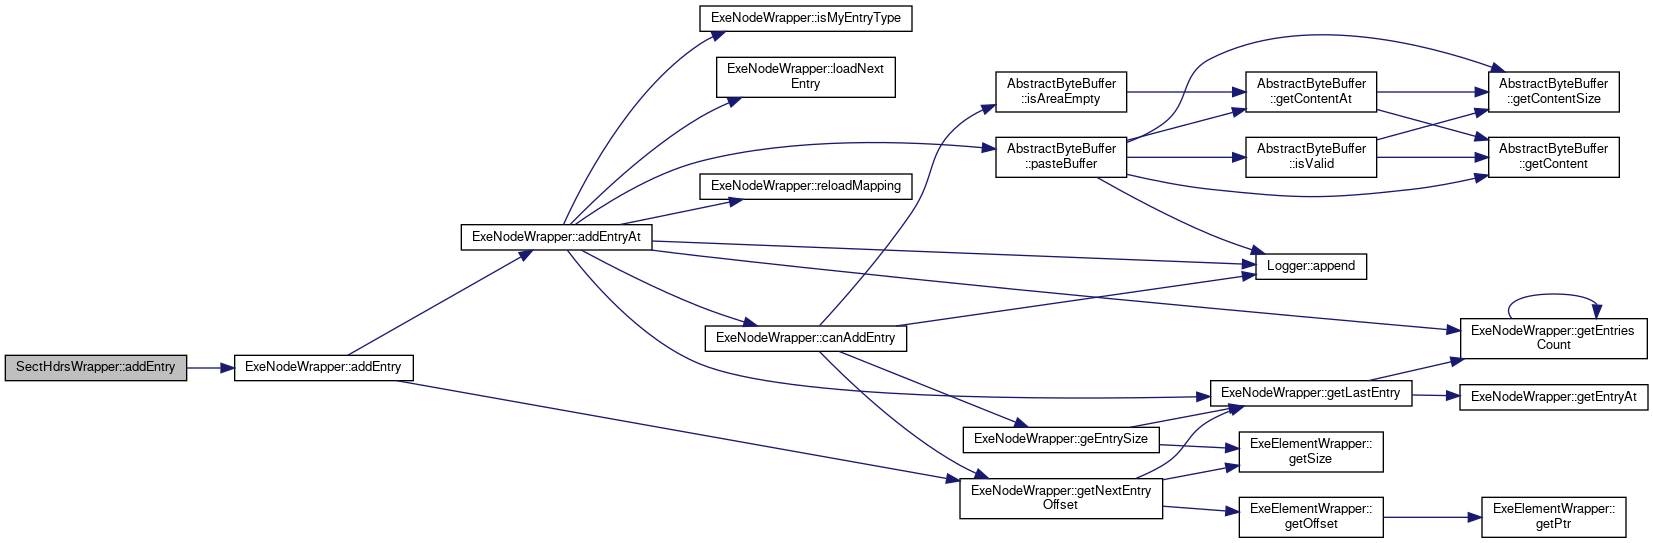 ExeNodeWrapper::isMyEntryType
ExeNodeWrapper::loadNext
Entry
AbstractByteBuffer
::isAreaEmpty
AbstractByteBuffer
::getContentAt
AbstractByteBuffer
::getContentSize
AbstractByteBuffer
::pasteBuffer
AbstractByteBuffer
::isValid
AbstractByteBuffer
::getContent
ExeNodeWrapper::reloadMapping
ExeNodeWrapper::addEntryAt
Logger::append
ExeNodeWrapper::canAddEntry
ExeNodeWrapper::getEntries
Count
SectHdrsWrapper::addEntry
ExeNodeWrapper::addEntry
ExeNodeWrapper::getLastEntry
ExeNodeWrapper::getEntryAt
ExeNodeWrapper::geEntrySize
ExeElementWrapper::
getSize
ExeNodeWrapper::getNextEntry
Offset
ExeElementWrapper::
getOffset
ExeElementWrapper::
getPtr